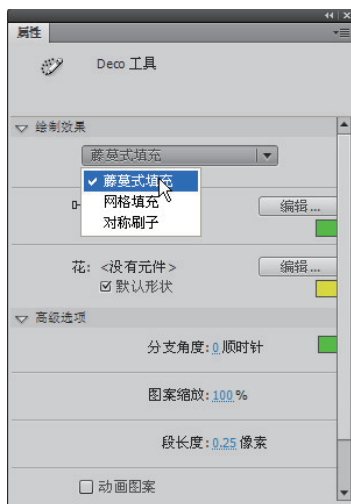 属性
Deco 工具
绘制效果
藤蔓式填充
藤蔓式填充
网格填充
对称刷子
编辑...
花: <没有元件>
编辑...
默认形状
高级选项
分支角度: 0 顺时针
图案缩放: 100 %
段长度: 0.25 像素
动画图案